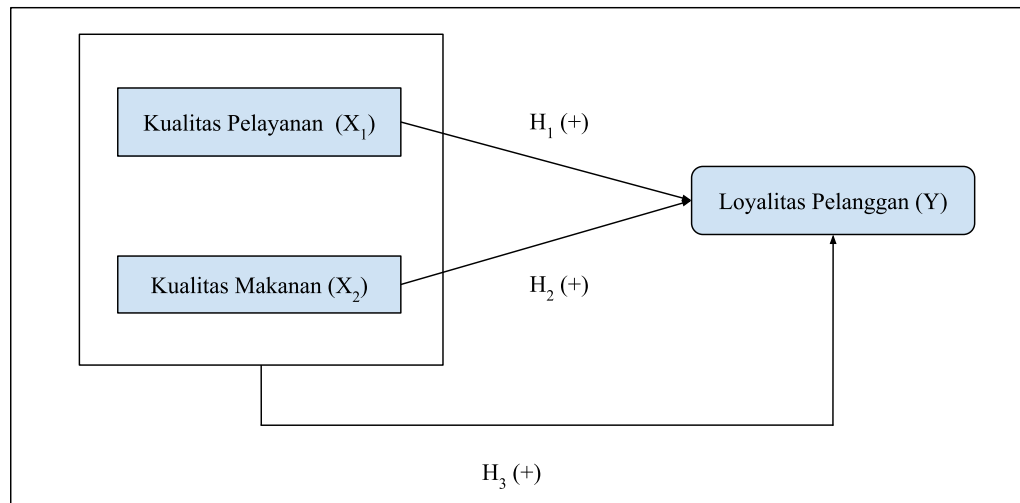 Kualitas Pelayanan (X₁)
H₁ (+)
Loyalitas Pelanggan (Y)
Kualitas Makanan (X₂)
H₂ (+)
H₃ (+)